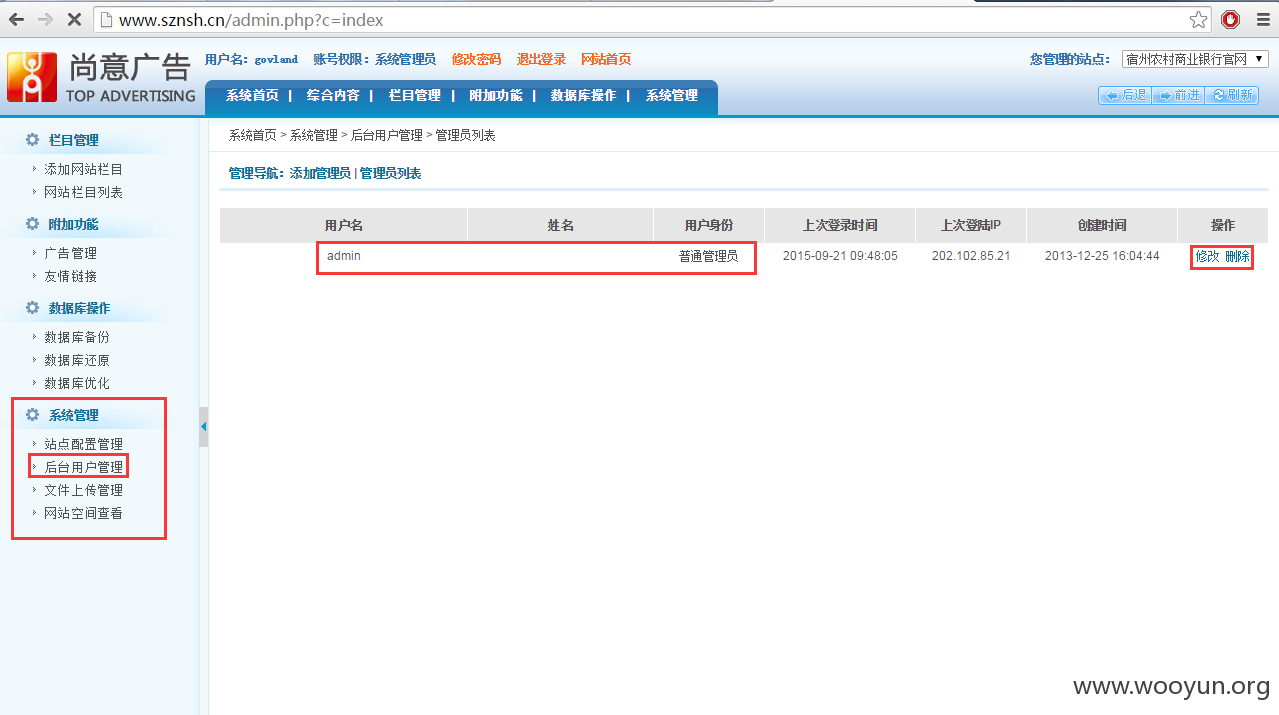 www.sznsh.cn/admin.php?c=index
尚意广告
TOP ADVERTISING
用户名：govland 账号权限：系统管理员 修改密码 退出登录 网站首页
您管理的站点： 宿州农村商业银行官网
系统首页 | 综合内容 | 栏目管理 | 附加功能 | 数据库操作 | 系统管理
后退 前进 刷新
栏目管理
添加网站栏目
网站栏目列表
附加功能
广告管理
友情链接
数据库操作
数据库备份
数据库还原
数据库优化
系统管理
站点配置管理
后台用户管理
文件上传管理
网站空间查看
系统首页 > 系统管理 > 后台用户管理 > 管理员列表
管理导航：添加管理员 | 管理员列表
用户名 姓名 用户身份 上次登录时间 上次登陆IP 创建时间 操作
admin 普通管理员 2015-09-21 09:48:05 202.102.85.21 2013-12-25 16:04:44 修改 删除
www.wooyun.org